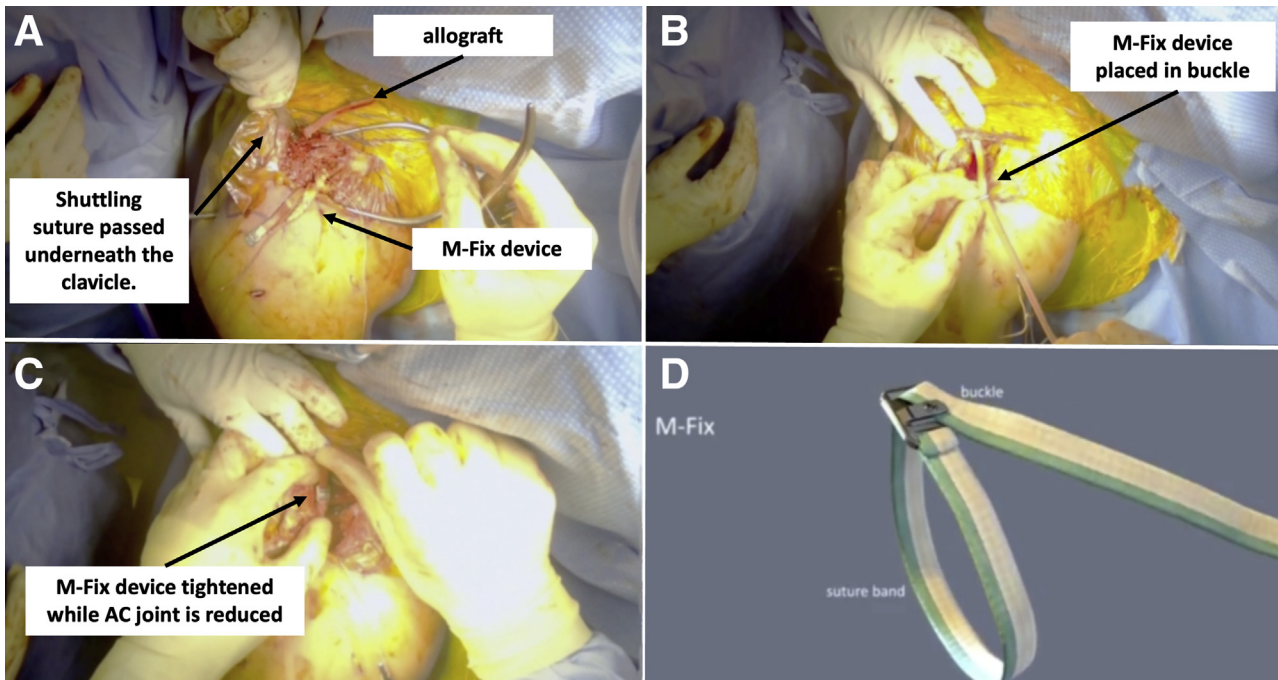 A
allograft
Shuttling
suture passed
underneath the
clavicle.
M-Fix device
B
M-Fix device
placed in buckle
C
M-Fix device tightened
while AC joint is reduced
D
buckle
M-Fix
suture band